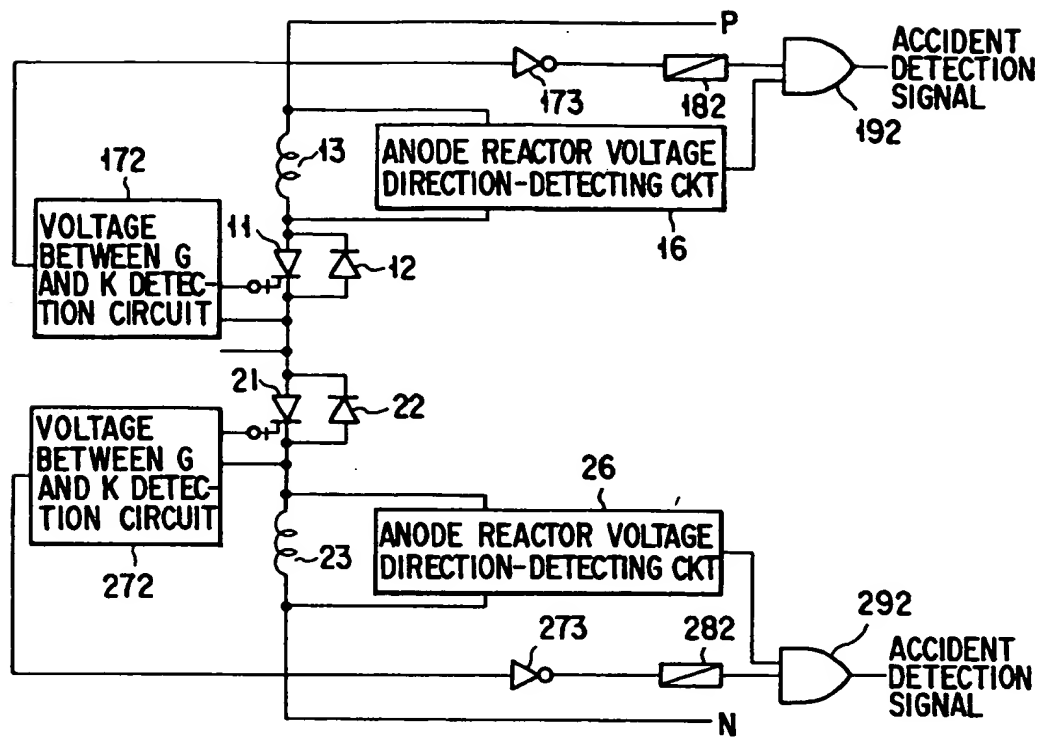 P
173
182
192
ACCIDENT
DETECTION
SIGNAL
13
ANODE REACTOR VOLTAGE
DIRECTION-DETECTING CKT
16
172
VOLTAGE
BETWEEN G
AND K DETEC-
TION CIRCUIT
11
12
21
22
VOLTAGE
BETWEEN G
AND K DETEC-
TION CIRCUIT
272
23
26
ANODE REACTOR VOLTAGE
DIRECTION-DETECTING CKT
273
282
292
ACCIDENT
DETECTION
SIGNAL
N